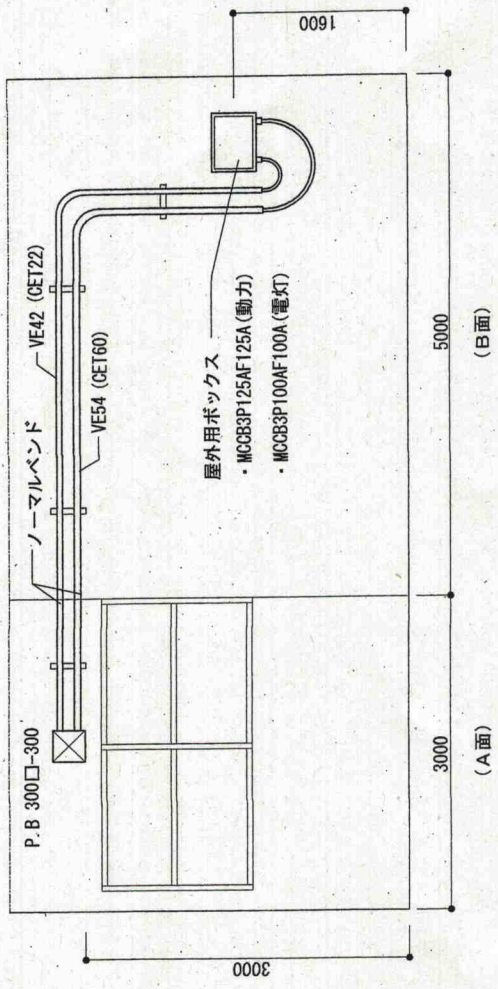 P.B 300□-300
ノーマルベンド
VE42 (CET22)
VE54 (CET60)
屋外用ボックス
・MCCB3P125AF125A(動力)
・MCCB3P100AF100A(電灯)
1600
3000
3000
5000
(A面)
(B面)